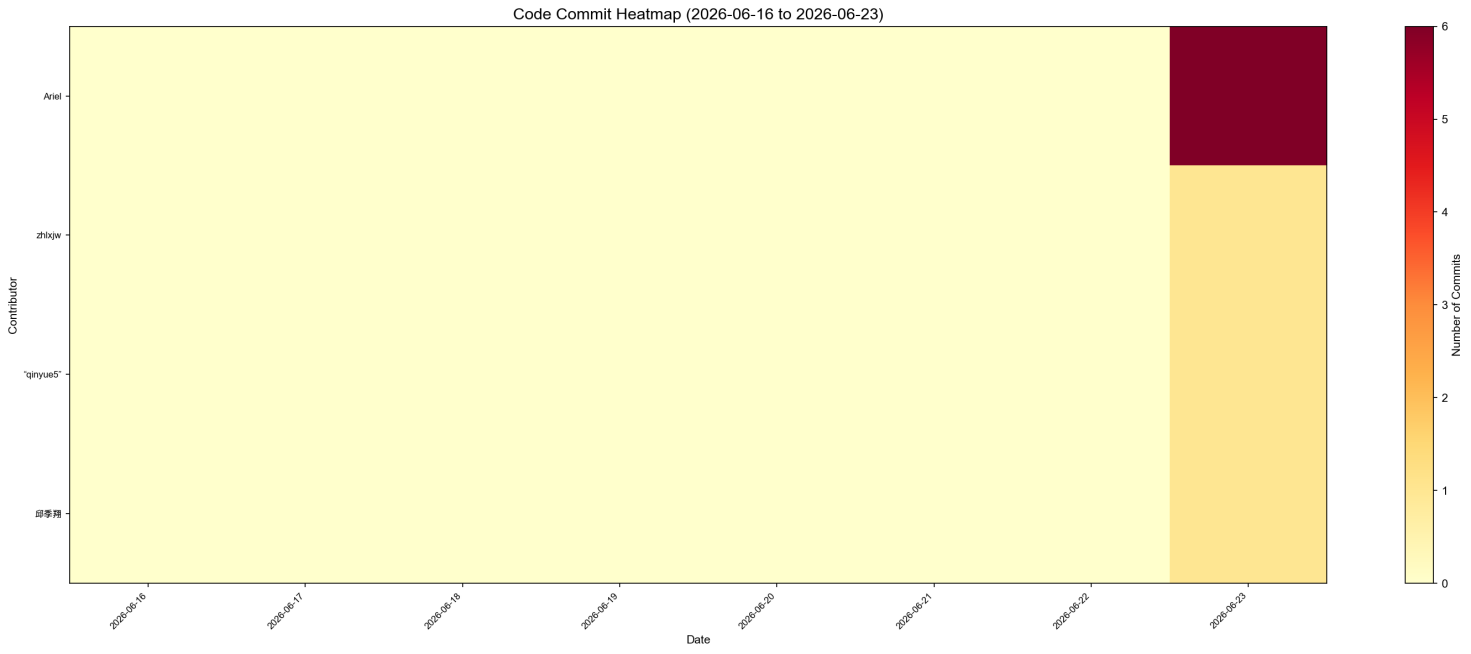 Code Commit Heatmap (2026-06-16 to 2026-06-23)
Contributor
Ariel
zhlxjw
"qinyue5"
邱季翔
2026-06-16
2026-06-17
2026-06-18
2026-06-19
2026-06-20
2026-06-21
2026-06-22
2026-06-23
Date
6
5
4
3
2
1
0
Number of Commits